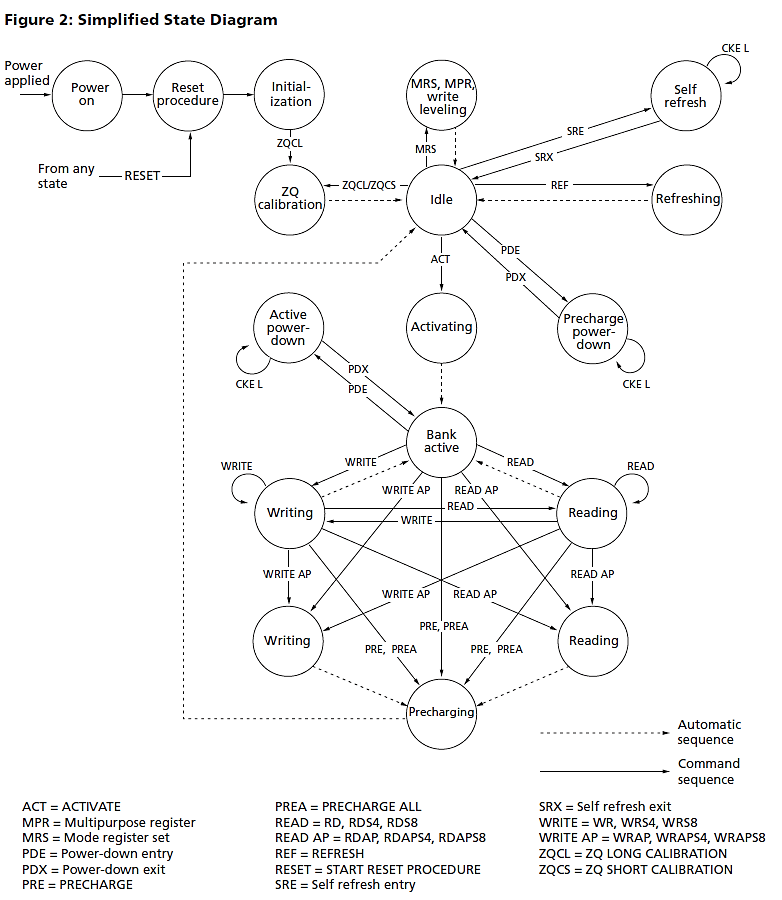 Figure 2: Simplified State Diagram
Power
applied
Power
on
Reset
procedure
Initial-
ization
MRS, MPR,
write
leveling
CKE L
Self
refresh
From any
state
RESET
ZQCL
MRS
SRE
SRX
ZQ
calibration
ZQCL/ZQCS
Idle
REF
Refreshing
ACT
PDE
PDX
Active
power-
down
Activating
Precharge
power-
down
CKE L
PDX
PDE
CKE L
Bank
active
WRITE
WRITE
READ
READ
WRITE AP
READ AP
Writing
READ
WRITE
Reading
WRITE AP
READ AP
WRITE AP
READ AP
Writing
PRE, PREA
Reading
PRE, PREA
PRE, PREA
Precharging
Automatic
sequence
Command
sequence
ACT = ACTIVATE
MPR = Multipurpose register
MRS = Mode register set
PDE = Power-down entry
PDX = Power-down exit
PRE = PRECHARGE
PREA = PRECHARGE ALL
READ = RD, RDS4, RDS8
READ AP = RDAP, RDAPS4, RDAPS8
REF = REFRESH
RESET = START RESET PROCEDURE
SRE = Self refresh entry
SRX = Self refresh exit
WRITE = WR, WRS4, WRS8
WRITE AP = WRAP, WRAPS4, WRAPS8
ZQCL = ZQ LONG CALIBRATION
ZQCS = ZQ SHORT CALIBRATION